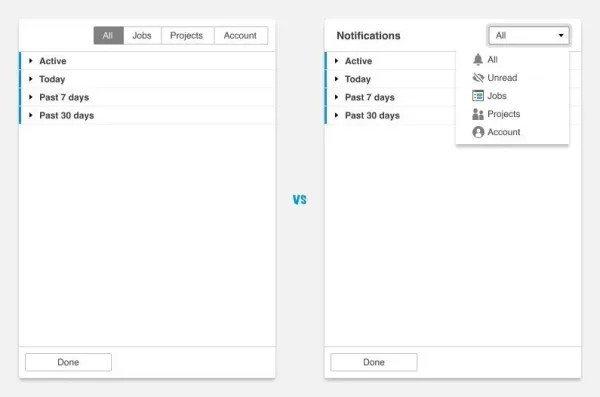 All Jobs Projects Account
Active
Today
Past 7 days
Past 30 days
Done
vs
Notifications All
Active
Today
Past 7 days
Past 30 days
All
Unread
Jobs
Projects
Account
Done